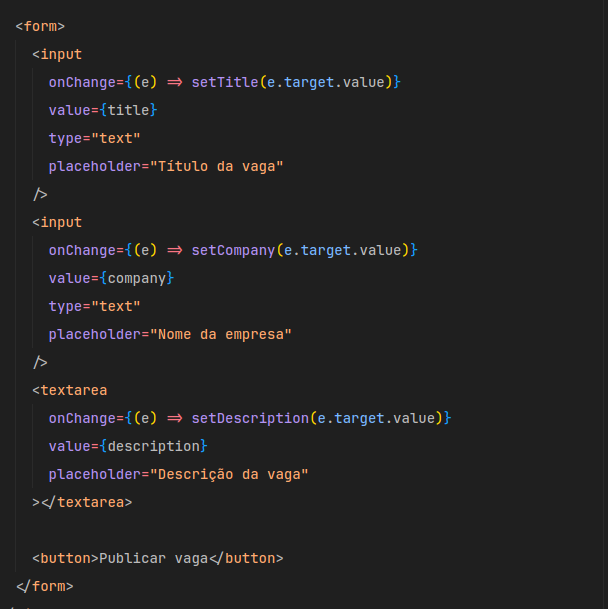 <form>
<input
onChange={(e) => setTitle(e.target.value)}
value={title}
type="text"
placeholder="Título da vaga"
/>
<input
onChange={(e) => setCompany(e.target.value)}
value={company}
type="text"
placeholder="Nome da empresa"
/>
<textarea
onChange={(e) => setDescription(e.target.value)}
value={description}
placeholder="Descrição da vaga"
></textarea>
<button>Publicar vaga</button>
</form>